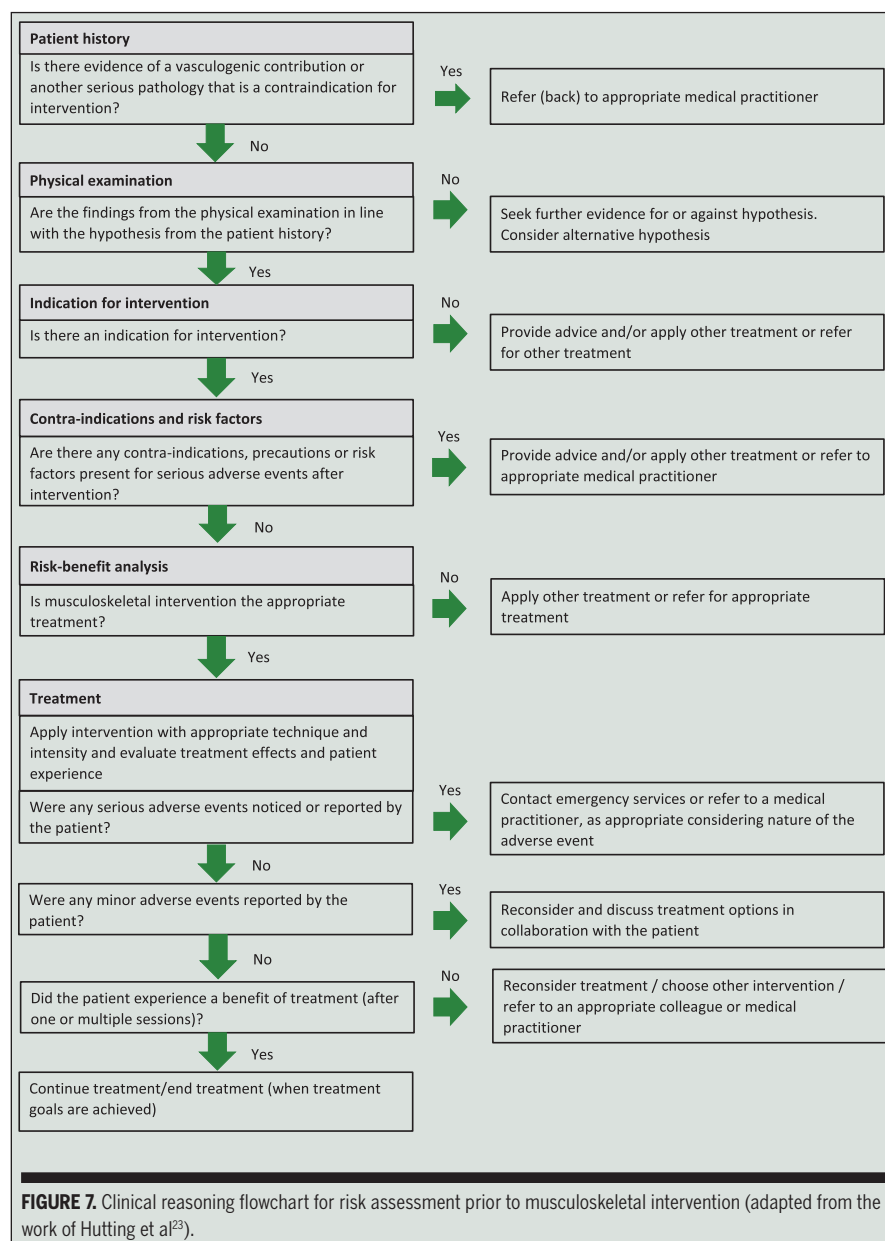 Patient history
Is there evidence of a vasculogenic contribution or
another serious pathology that is a contraindication for
intervention?
Yes
Refer (back) to appropriate medical practitioner
No
Physical examination
Are the findings from the physical examination in line
with the hypothesis from the patient history?
No
Seek further evidence for or against hypothesis.
Consider alternative hypothesis
Yes
Indication for intervention
Is there an indication for intervention?
No
Provide advice and/or apply other treatment or refer
for other treatment
Yes
Contra-indications and risk factors
Are there any contra-indications, precautions or risk
factors present for serious adverse events after
intervention?
Yes
Provide advice and/or apply other treatment or refer to
appropriate medical practitioner
No
Risk-benefit analysis
Is musculoskeletal intervention the appropriate
treatment?
No
Apply other treatment or refer for appropriate
treatment
Yes
Treatment
Apply intervention with appropriate technique and
intensity and evaluate treatment effects and patient
experience
Were any serious adverse events noticed or reported by
the patient?
Yes
Contact emergency services or refer to a medical
practitioner, as appropriate considering nature of the
adverse event
No
Were any minor adverse events reported by the
patient?
Yes
Reconsider and discuss treatment options in
collaboration with the patient
No
Did the patient experience a benefit of treatment (after
one or multiple sessions)?
No
Reconsider treatment / choose other intervention /
refer to an appropriate colleague or medical
practitioner
Yes
Continue treatment/end treatment (when treatment
goals are achieved)
FIGURE 7. Clinical reasoning flowchart for risk assessment prior to musculoskeletal intervention (adapted from the
work of Hutting et al23).